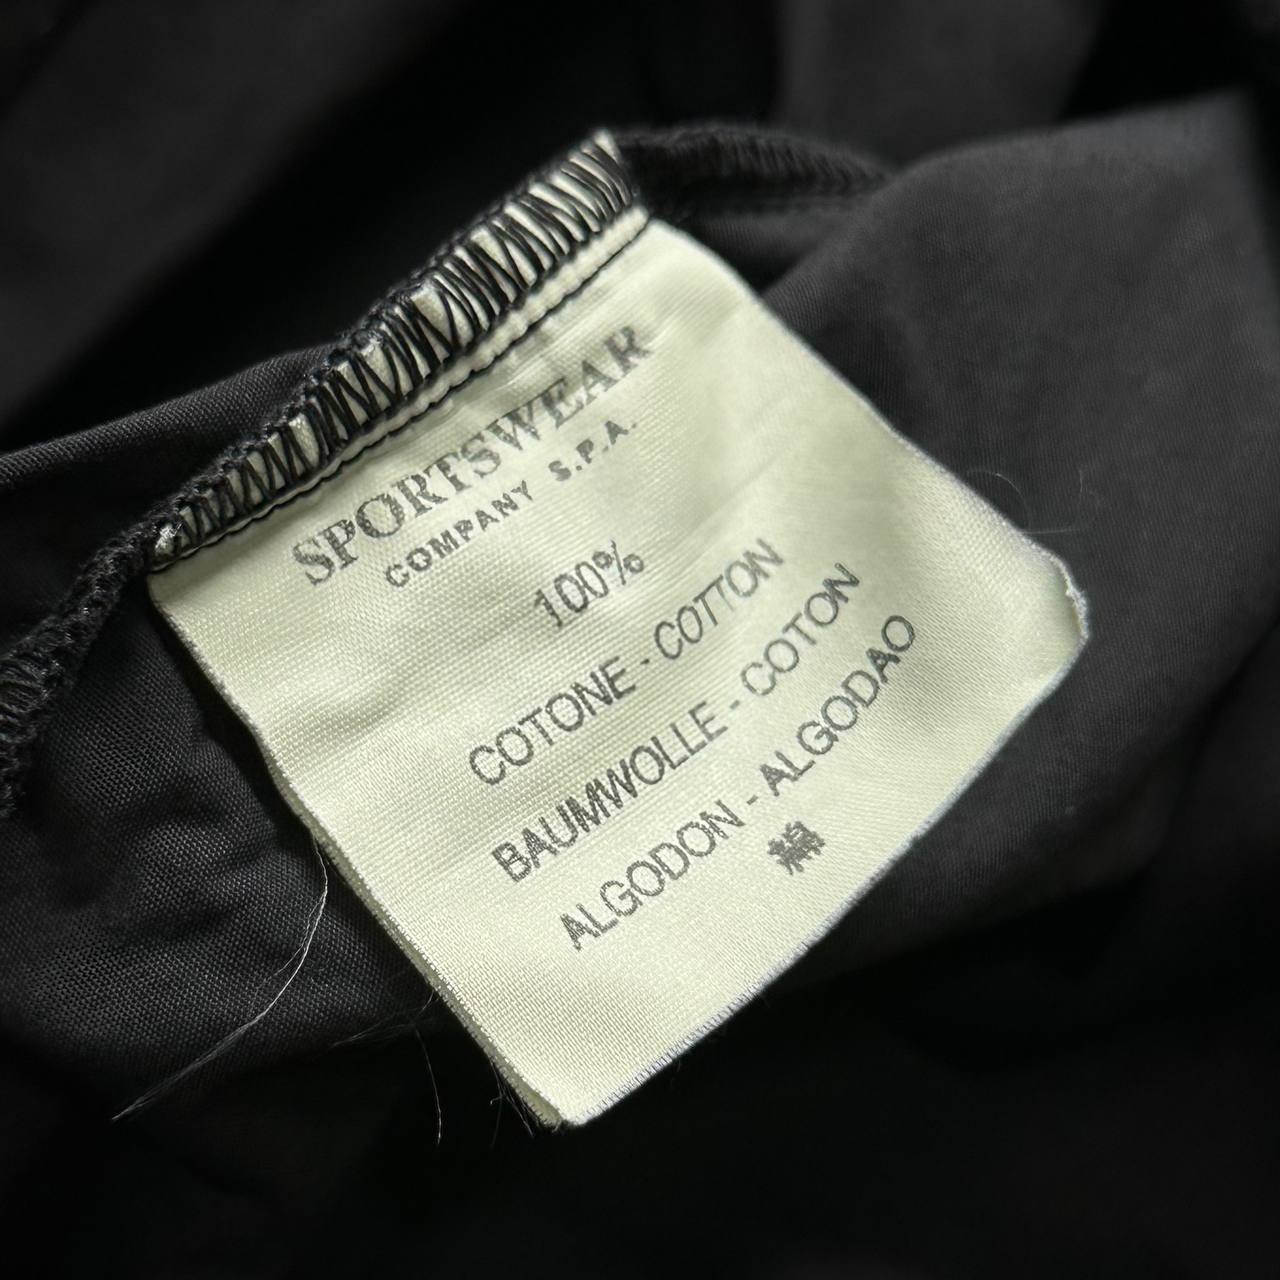 SPORTSWEAR
COMPANY S.P.A.
100%
COTONE - COTTON
BAUMWOLLE - COTON
ALGODON - ALGODAO
綿